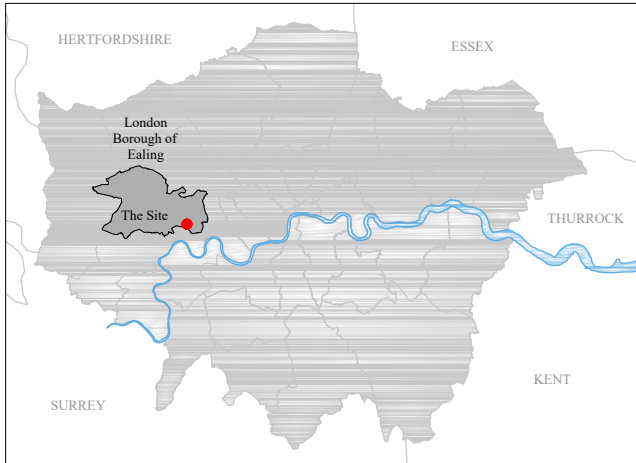 HERTFORDSHIRE
ESSEX
London
Borough of
Ealing
The Site
THURROCK
KENT
SURREY